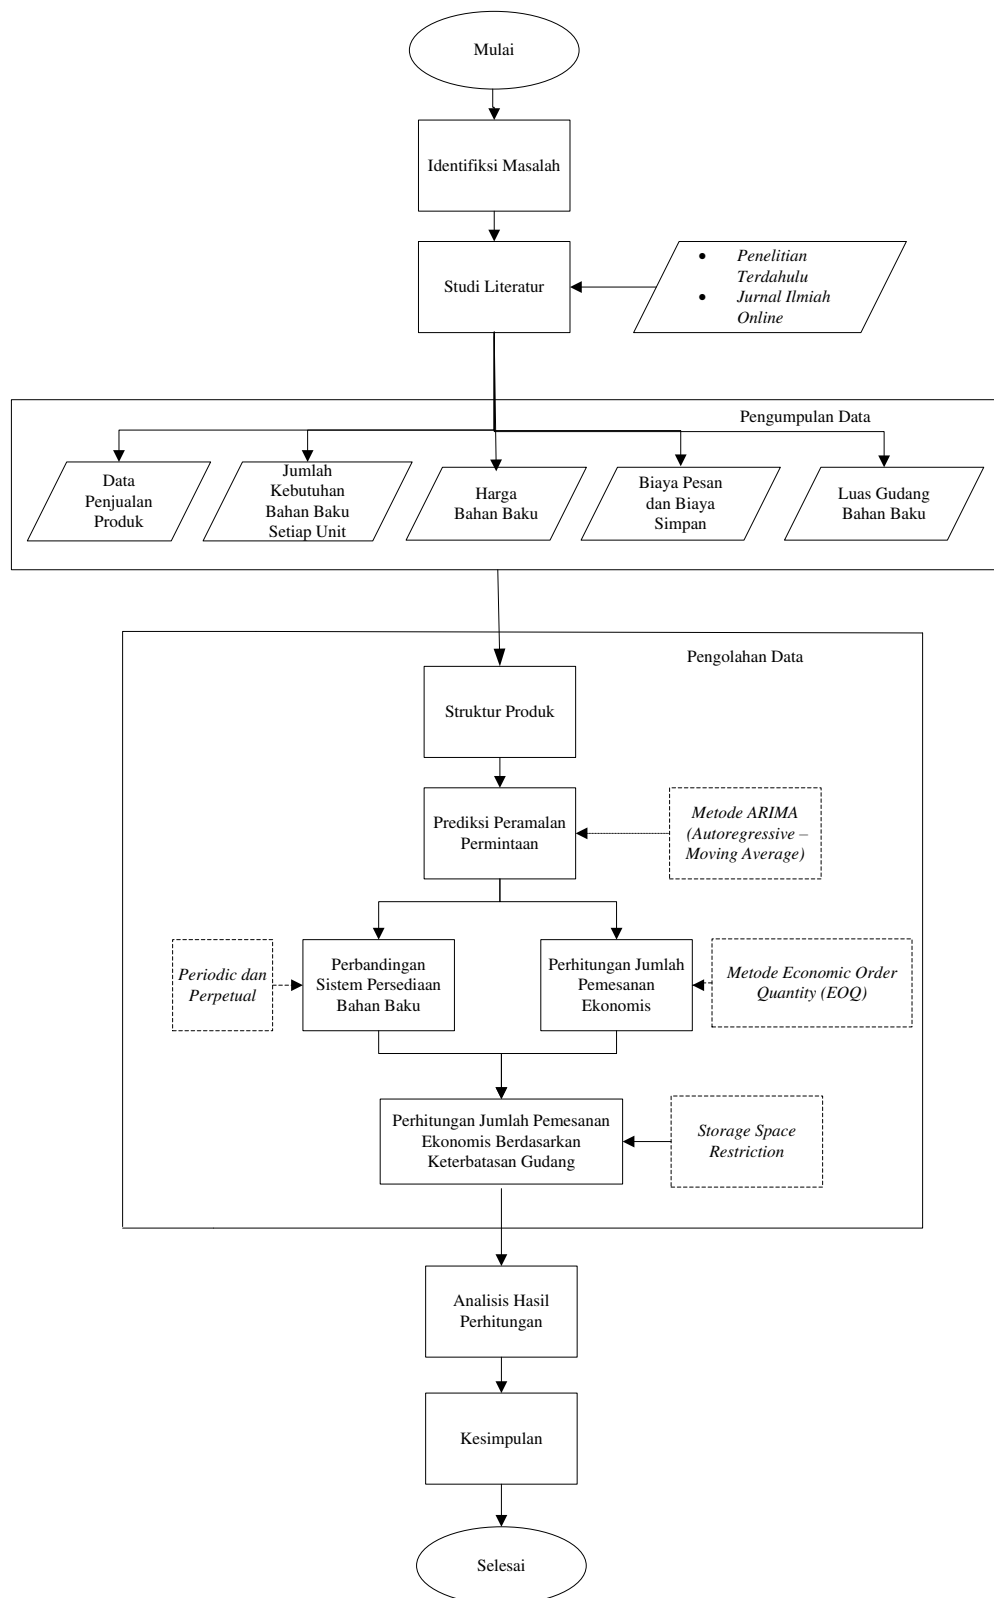 Mulai
Identifiksi Masalah
Studi Literatur
• Penelitian
Terdahulu
• Jurnal Ilmiah
Online
Pengumpulan Data
Data
Penjualan
Produk
Jumlah
Kebutuhan
Bahan Baku
Setiap Unit
Harga
Bahan Baku
Biaya Pesan
dan Biaya
Simpan
Luas Gudang
Bahan Baku
Pengolahan Data
Struktur Produk
Prediksi Peramalan
Permintaan
Metode ARIMA
(Autoregressive –
Moving Average)
Periodic dan
Perpetual
Perbandingan
Sistem Persediaan
Bahan Baku
Perhitungan Jumlah
Pemesanan
Ekonomis
Metode Economic Order
Quantity (EOQ)
Perhitungan Jumlah Pemesanan
Ekonomis Berdasarkan
Keterbatasan Gudang
Storage Space
Restriction
Analisis Hasil
Perhitungan
Kesimpulan
Selesai